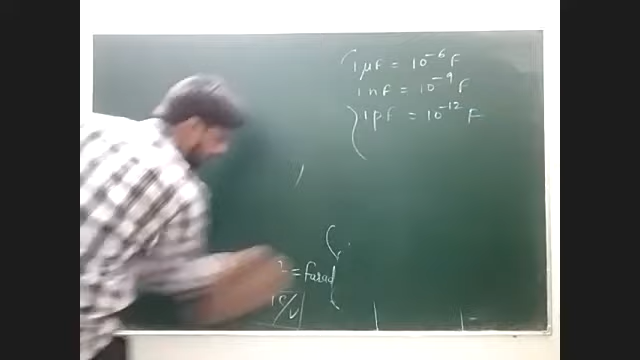 1 μF = 10⁻⁶ F
1 nF = 10⁻⁹ F
1 pF = 10⁻¹² F
= farad